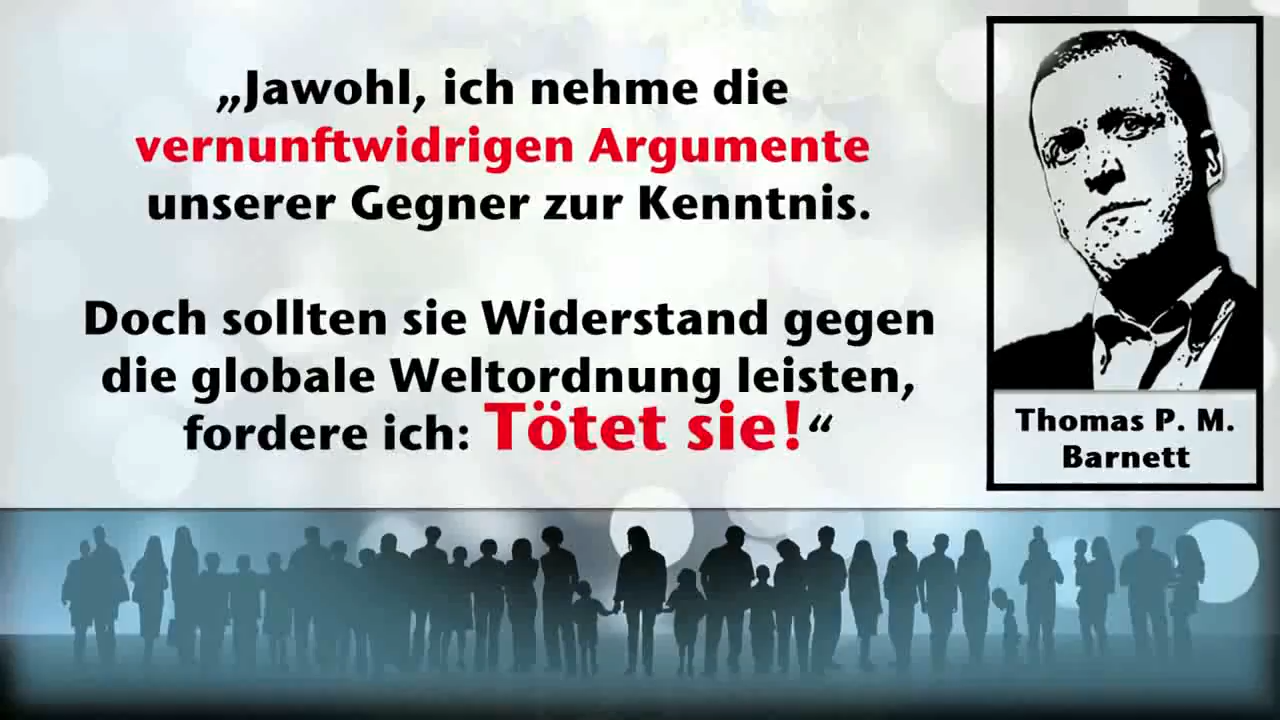 „Jawohl, ich nehme die
vernunftwidrigen Argumente
unserer Gegner zur Kenntnis.
Doch sollten sie Widerstand gegen
die globale Weltordnung leisten,
fordere ich: Tötet sie!“
Thomas P. M.
Barnett